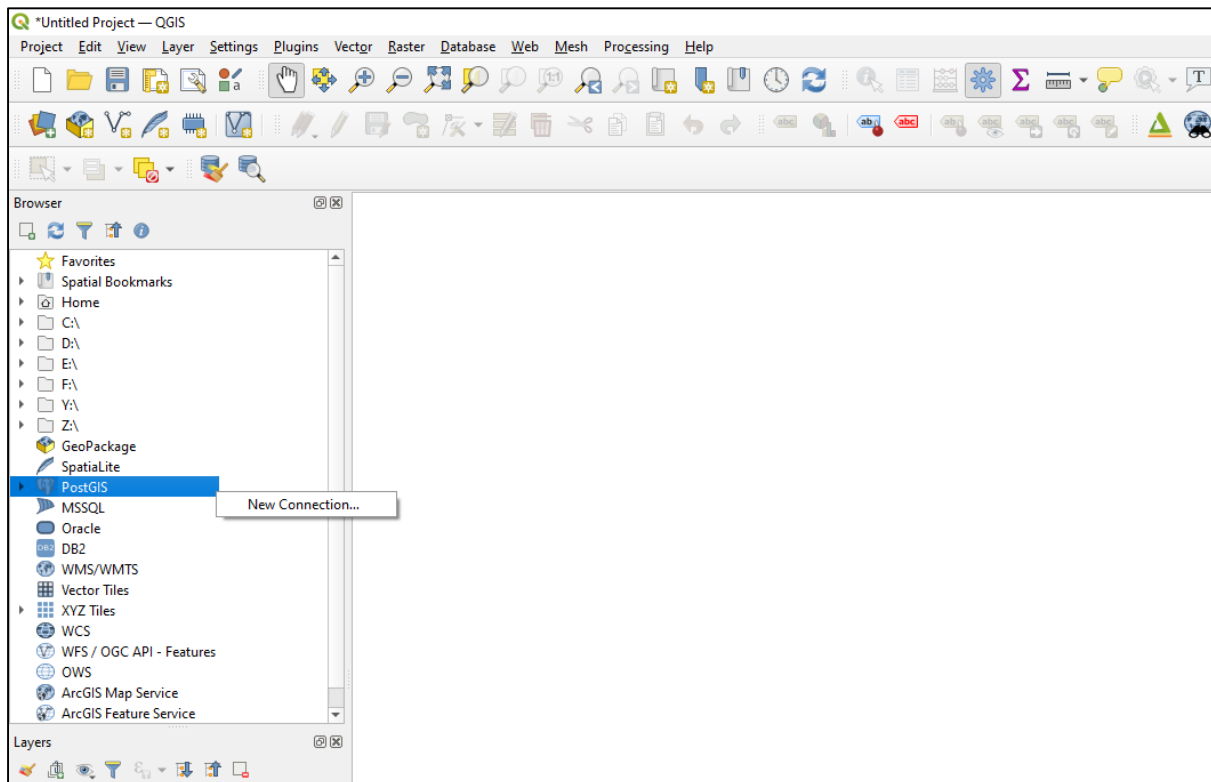 *Untitled Project — QGIS
Project Edit View Layer Settings Plugins Vector Raster Database Web Mesh Processing Help
Browser
Favorites
Spatial Bookmarks
Home
C:\
D:\
E:\
F:\
Y:\
Z:\
GeoPackage
SpatiaLite
PostGIS
New Connection...
MSSQL
Oracle
DB2 DB2
WMS/WMTS
Vector Tiles
XYZ Tiles
WCS
WFS / OGC API - Features
OWS
ArcGIS Map Service
ArcGIS Feature Service
Layers